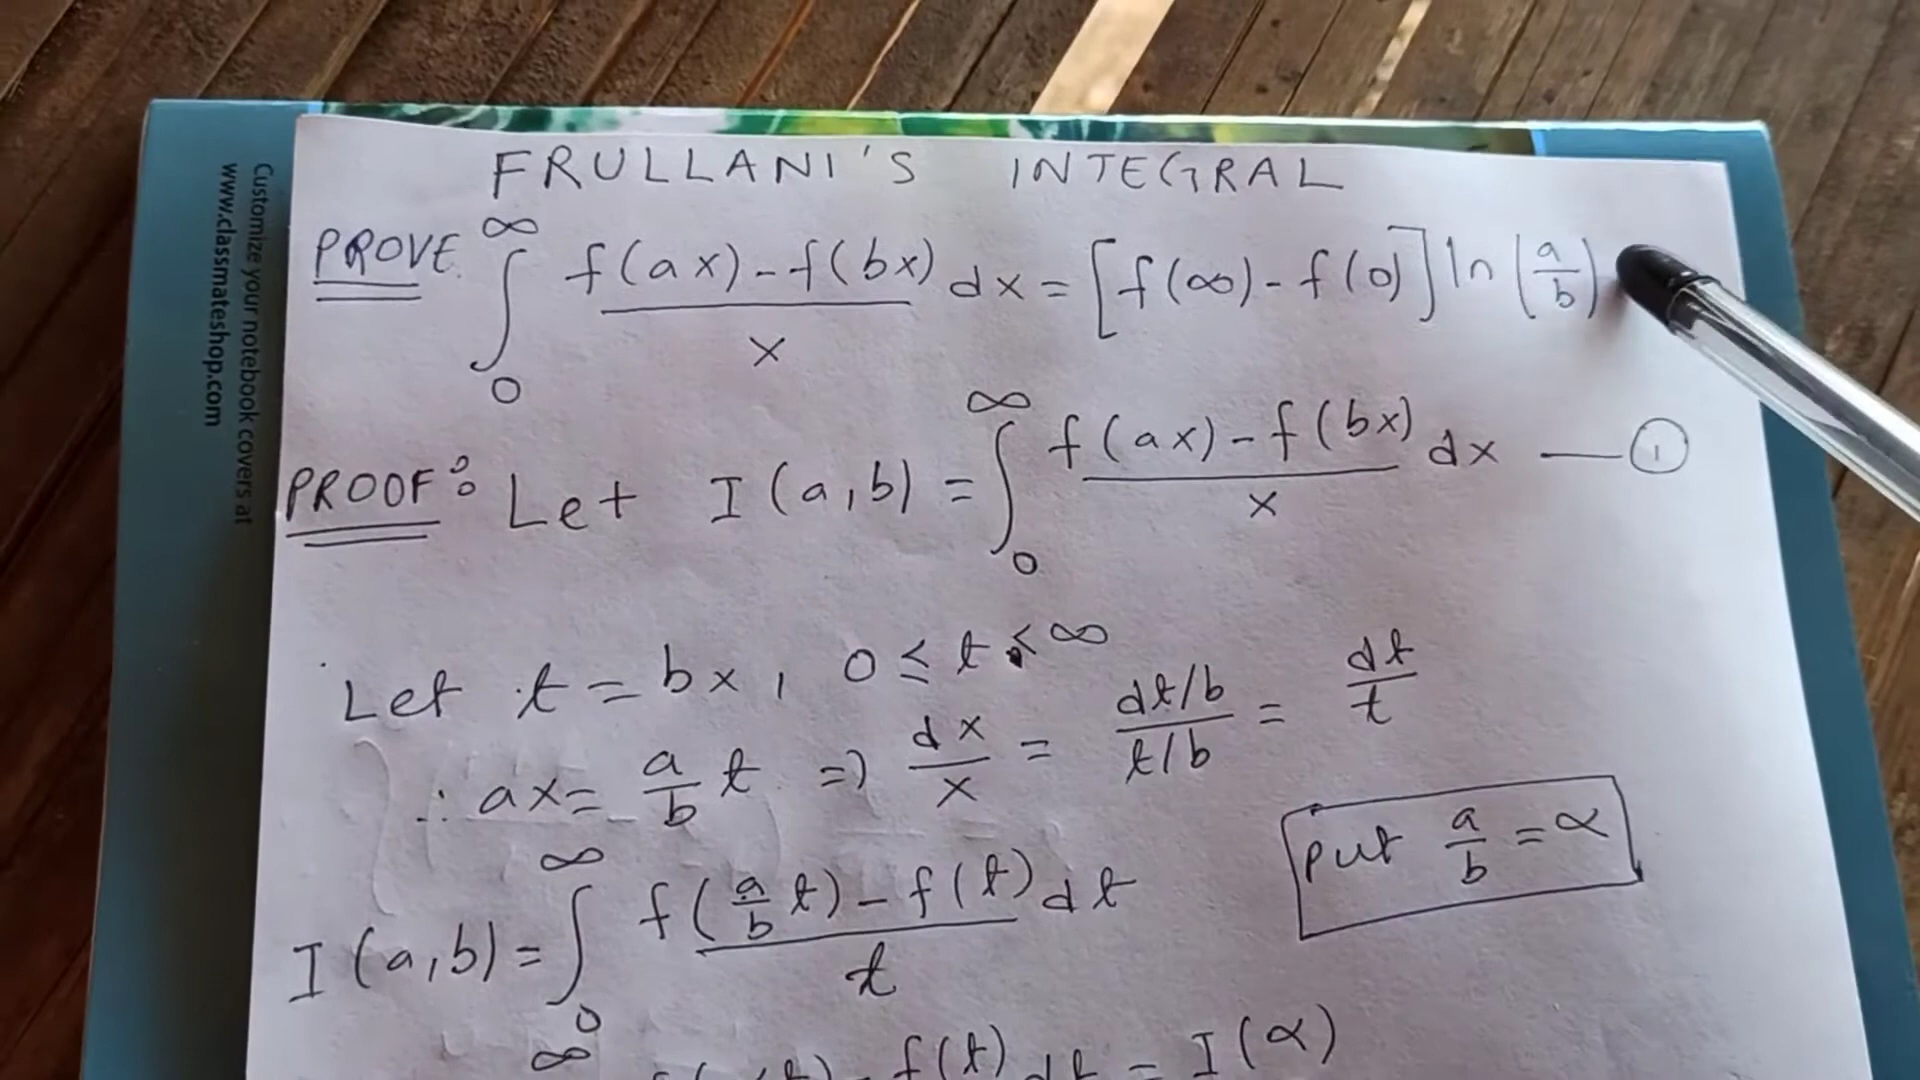 Customize your notebook covers at
www.classmateshop.com
FRULLANI'S INTEGRAL
PROVE. ∫₀^∞ (f(ax)-f(bx))/x dx = [f(∞)-f(0)] ln(a/b)
PROOF: Let I(a,b) = ∫₀^∞ (f(ax)-f(bx))/x dx — ①
Let t = bx, 0 ≤ t < ∞
∴ ax = a/b t ⇒ dx/x = (dt/b)/(t/b) = dt/t
put a/b = α
I(a,b) = ∫₀^∞ (f(a/b t)-f(t))/t dt
∞ - f(t) dt = I(α)